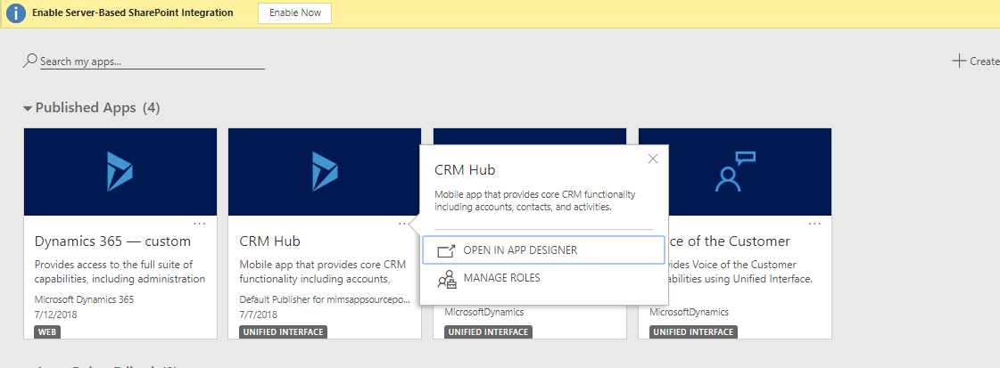 Enable Server-Based SharePoint Integration
Enable Now
Search my apps...
Create
Published Apps (4)
Dynamics 365 — custom
Provides access to the full suite of
capabilities, including administration
Microsoft Dynamics 365
7/12/2018
WEB
CRM Hub
Mobile app that provides core CRM
functionality including accounts,
Default Publisher for mimsappsourcepo...
7/7/2018
UNIFIED INTERFACE
CRM Hub
Mobile app that provides core CRM functionality
including accounts, contacts, and activities.
OPEN IN APP DESIGNER
MANAGE ROLES
MicrosoftDynamics
UNIFIED INTERFACE
ce of the Customer
vides Voice of the Customer
abilities using Unified Interface.
MicrosoftDynamics
UNIFIED INTERFACE